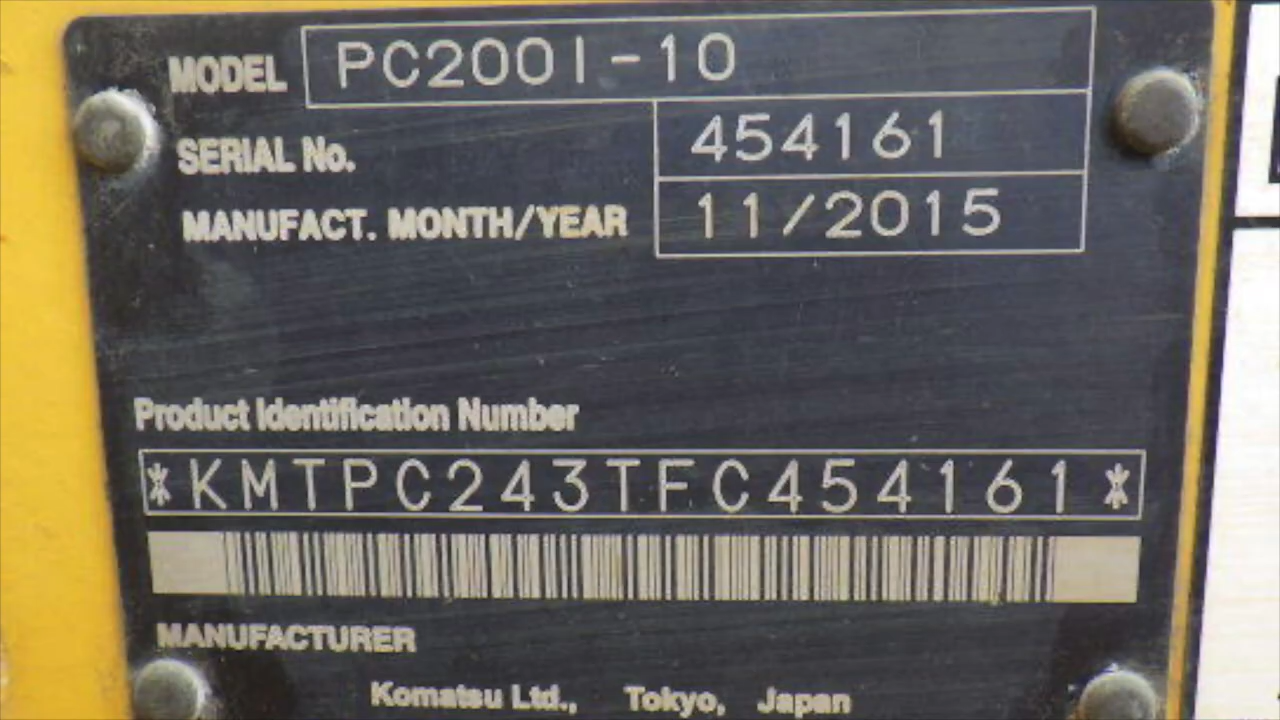 MODEL PC200I-10
SERIAL No. 454161
MANUFACT. MONTH/YEAR 11/2015
Product Identification Number
*KMTPC243TFC454161*
MANUFACTURER
Komatsu Ltd., Tokyo, Japan